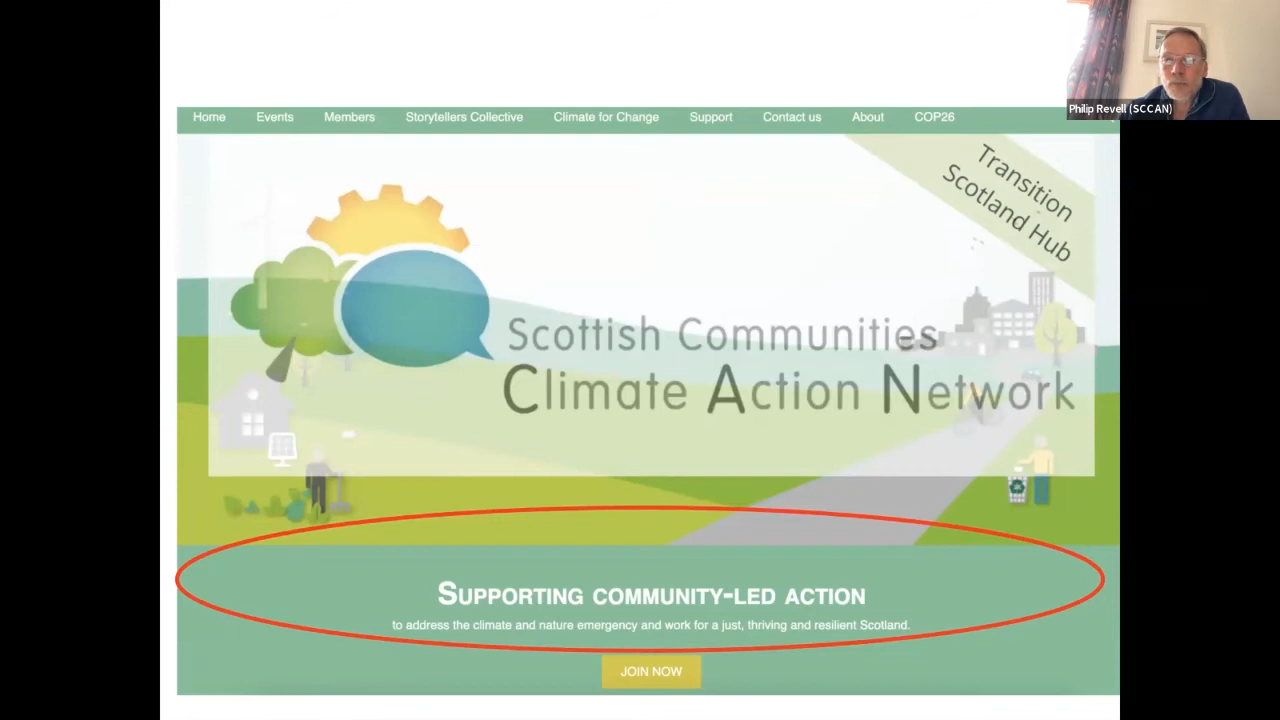 Philip Revell (SCCAN)
Home Events Members Storytellers Collective Climate for Change Support Contact us About COP26
Transition
Scotland Hub
Scottish Communities
Climate Action Network
Supporting community-led action
to address the climate and nature emergency and work for a just, thriving and resilient Scotland.
JOIN NOW